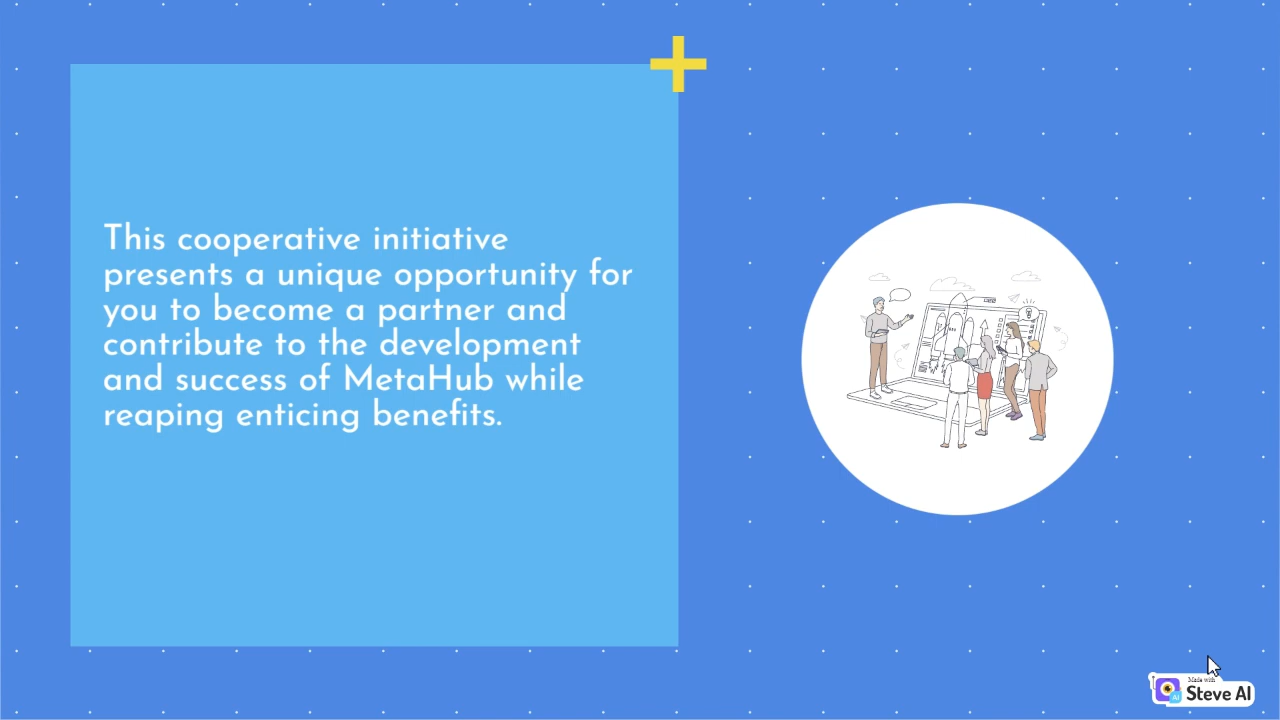 This cooperative initiative
presents a unique opportunity for
you to become a partner and
contribute to the development
and success of MetaHub while
reaping enticing benefits.
Made with
Steve AI